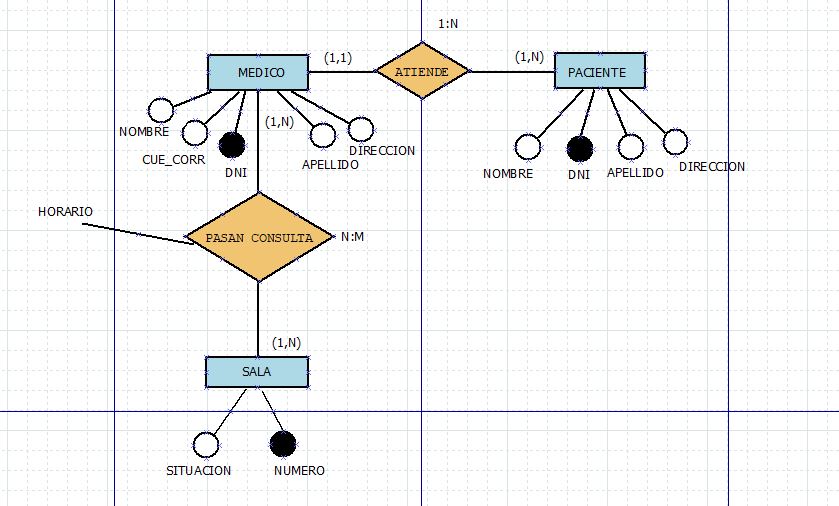 1:N
MEDICO
(1,1)
ATIENDE
(1,N)
PACIENTE
NOMBRE
CUE_CORR
DNI
(1,N)
APELLIDO
DIRECCION
NOMBRE
DNI
APELLIDO
DIRECCION
HORARIO
PASAN CONSULTA
N:M
(1,N)
SALA
SITUACION
NUMERO